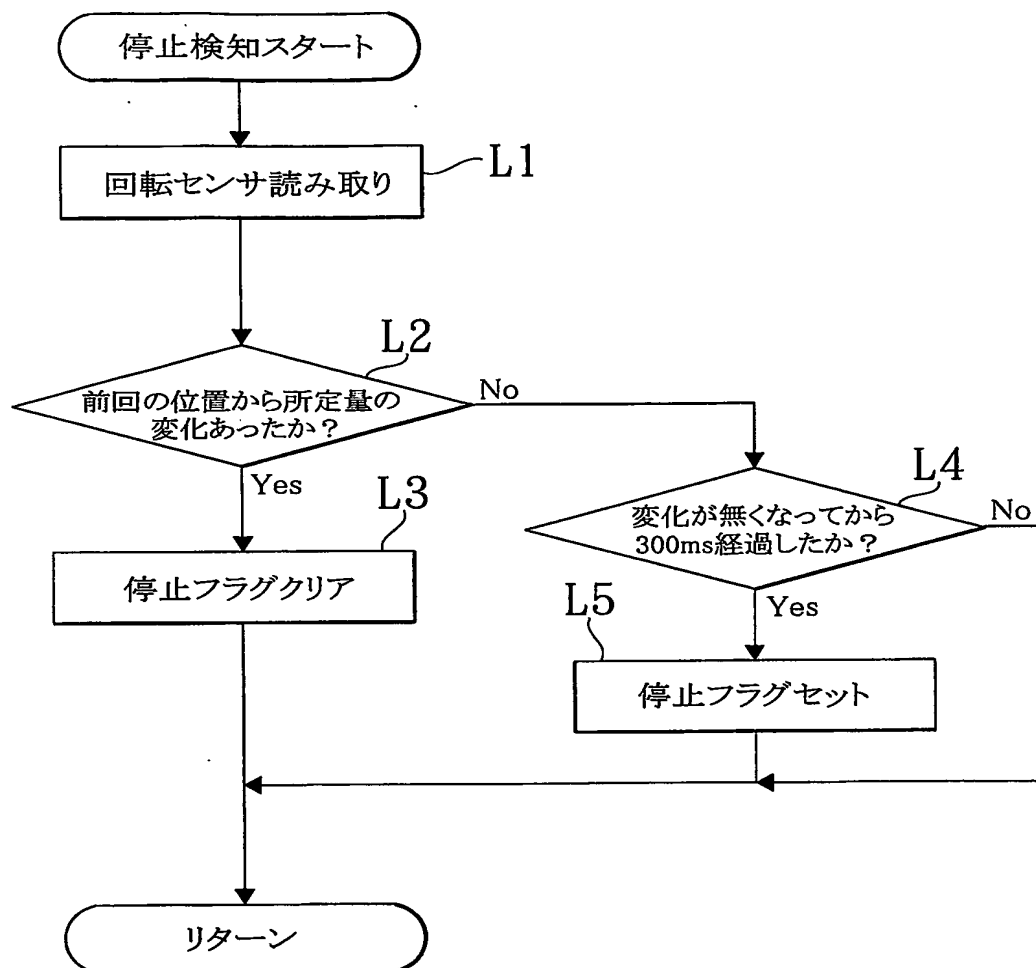 停止検知スタート
回転センサ読み取り
L1
L2
前回の位置から所定量の
変化あったか?
No
Yes
L3
停止フラグクリア
L4
変化が無くなってから
300ms経過したか?
No
Yes
L5
停止フラグセット
リターン